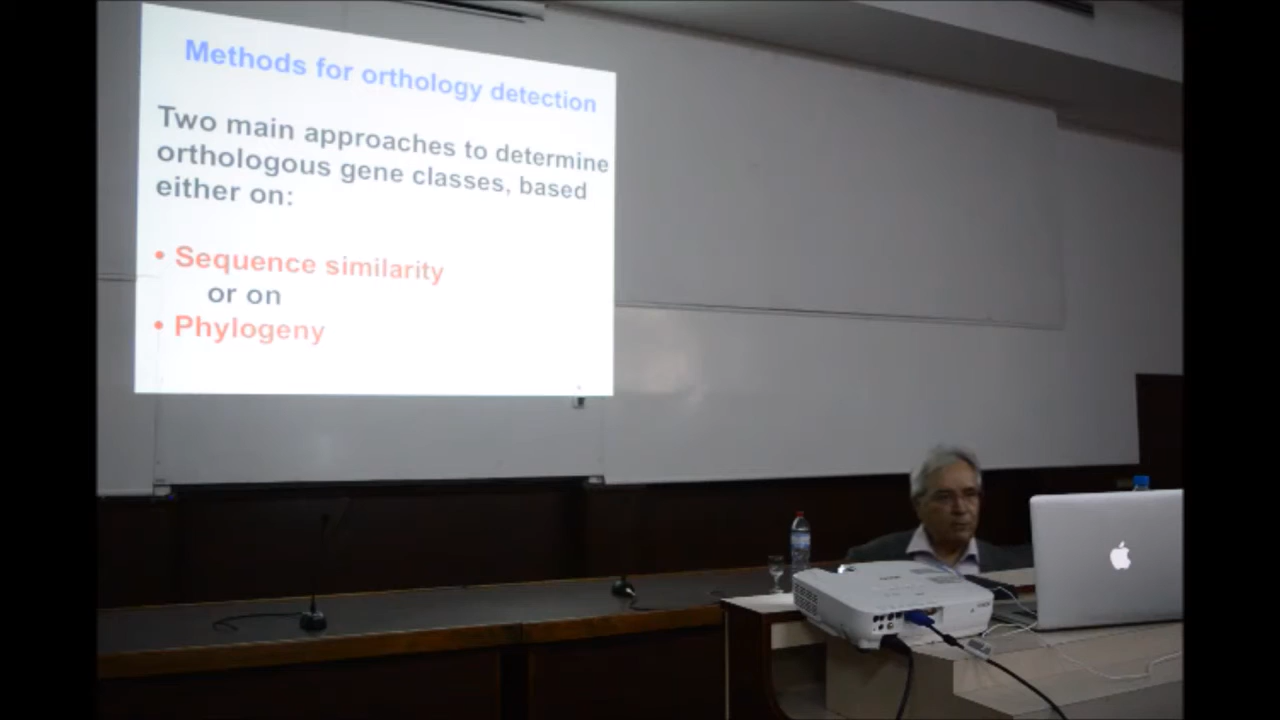 Methods for orthology detection
Two main approaches to determine
orthologous gene classes, based
either on:
• Sequence similarity
or on
• Phylogeny